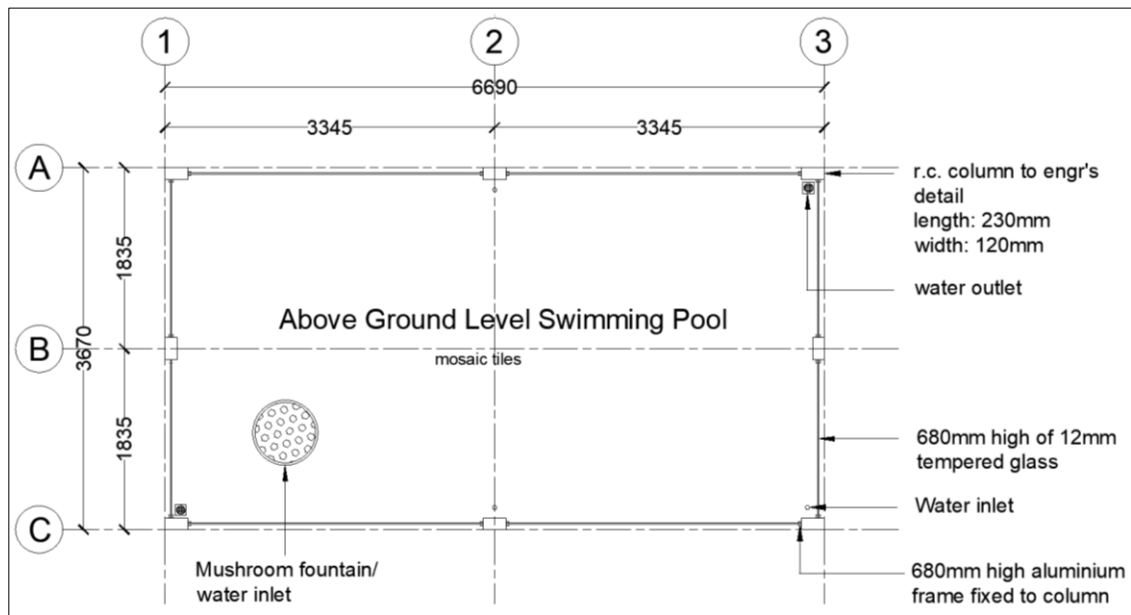 1
2
3
6690
3345
3345
A
r.c. column to engr's
detail
length: 230mm
width: 120mm
1835
water outlet
Above Ground Level Swimming Pool
B
3670
mosaic tiles
1835
680mm high of 12mm
tempered glass
Water inlet
C
Mushroom fountain/
water inlet
680mm high aluminium
frame fixed to column